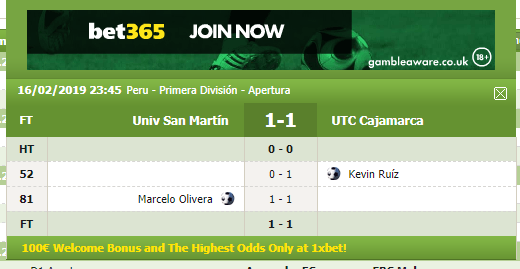 bet365 JOIN NOW
gambleaware.co.uk 18+
16/02/2019 23:45 Peru - Primera División - Apertura
FT Univ San Martín 1-1 UTC Cajamarca
HT 0 - 0
52 0 - 1 Kevin Ruíz
81 Marcelo Olivera 1 - 1
FT 1 - 1
100€ Welcome Bonus and The Highest Odds Only at 1xbet!